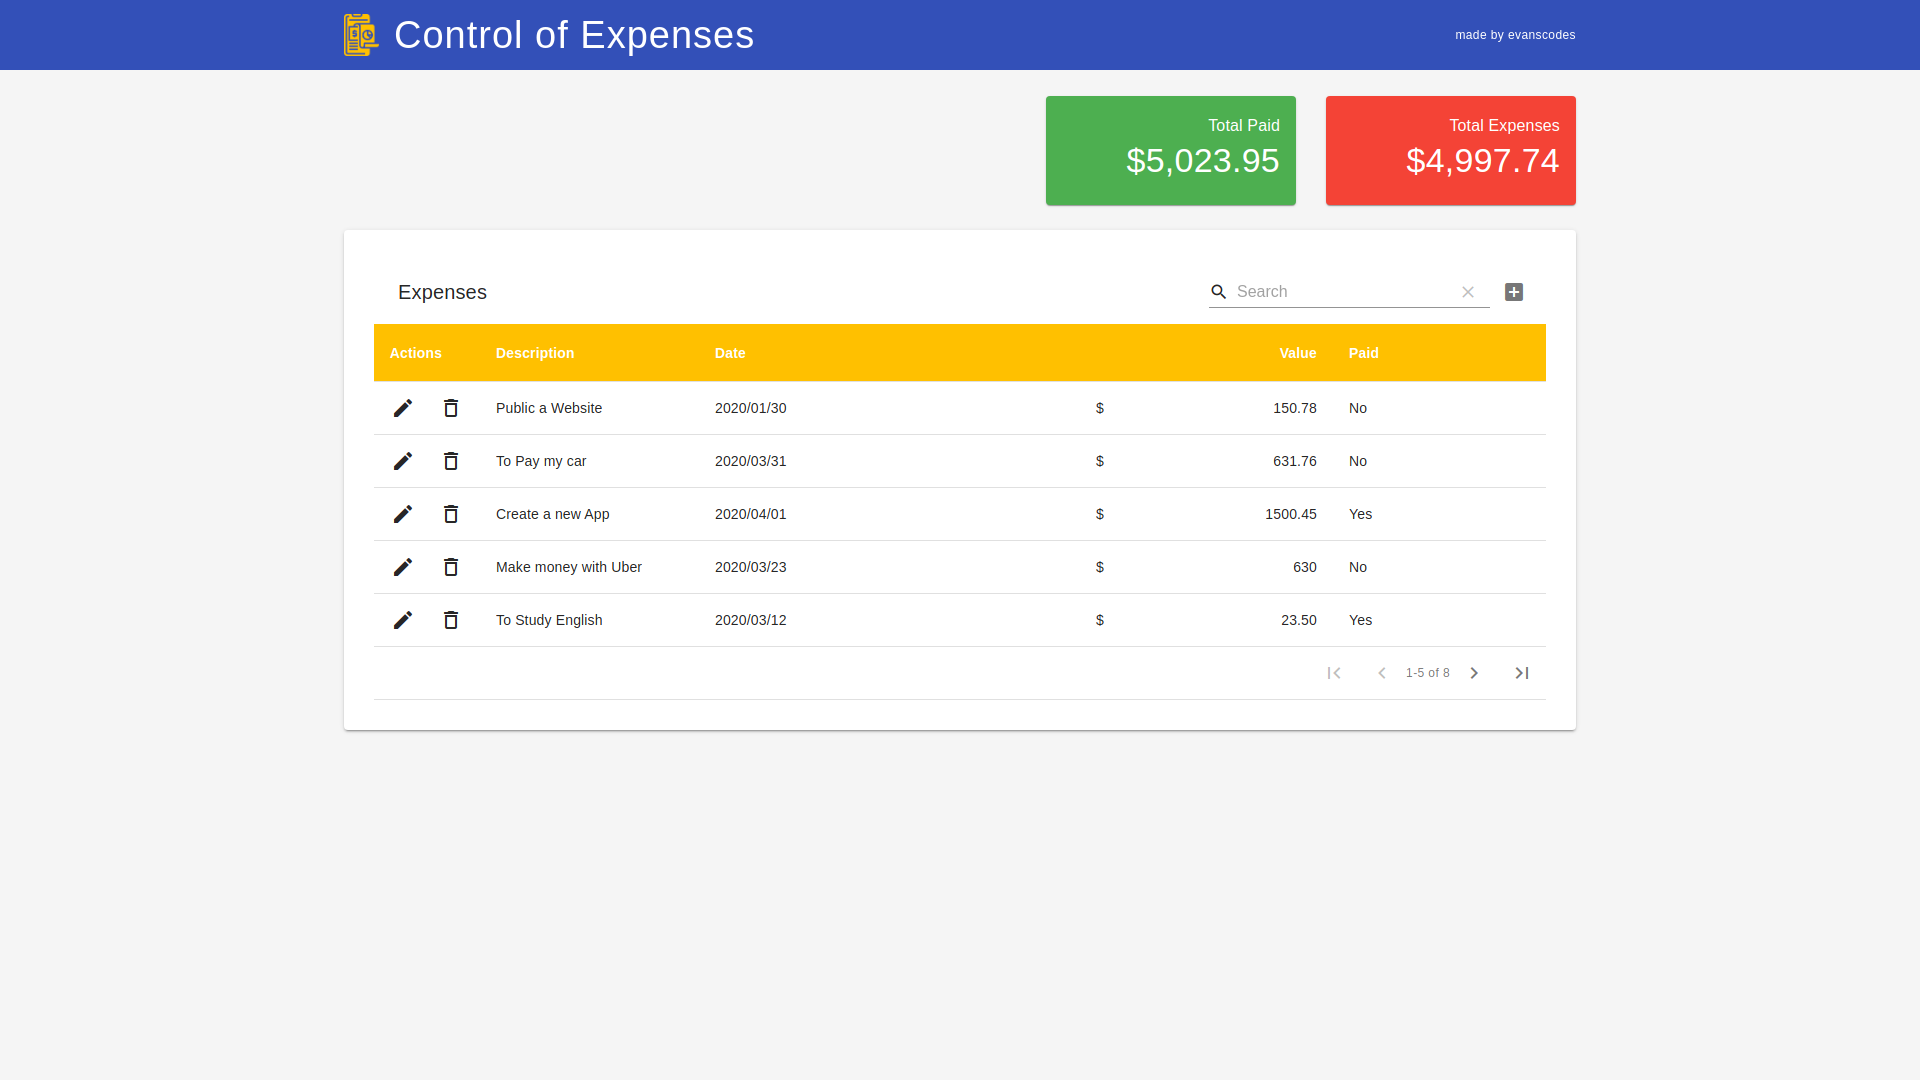 Control of Expenses
made by evanscodes
Total Paid
$5,023.95
Total Expenses
$4,997.74
Expenses
Search
Actions Description Date Value Paid
Public a Website 2020/01/30 $ 150.78 No
To Pay my car 2020/03/31 $ 631.76 No
Create a new App 2020/04/01 $ 1500.45 Yes
Make money with Uber 2020/03/23 $ 630 No
To Study English 2020/03/12 $ 23.50 Yes
1-5 of 8